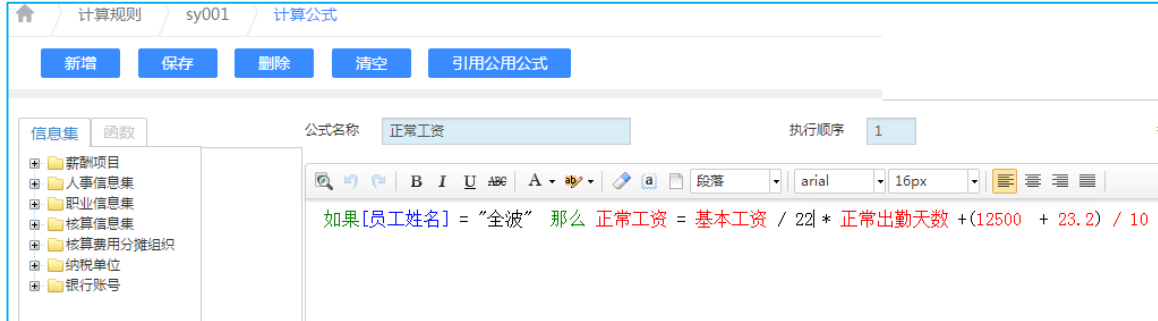 计算规则 sy001 计算公式
新增 保存 删除 清空 引用公用公式
信息集 函数 公式名称 正常工资 执行顺序 1
薪酬项目
人事信息集
职业信息集
核算信息集
核算费用分摊组织
纳税单位
银行账号
B I U ABC A ab a 段落 arial 16px
如果[员工姓名] = "全波" 那么 正常工资 = 基本工资 / 22 * 正常出勤天数 +(12500 + 23.2) / 10